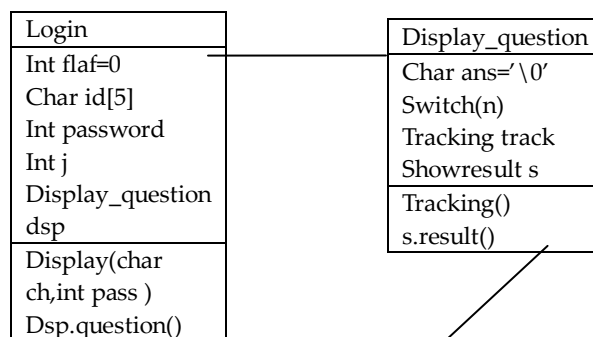 Login
Int flaf=0
Char id[5]
Int password
Int j
Display_question
dsp
Display(char
ch,int pass )
Dsp.question()
Display_question
Char ans='\0'
Switch(n)
Tracking track
Showresult s
Tracking()
s.result()